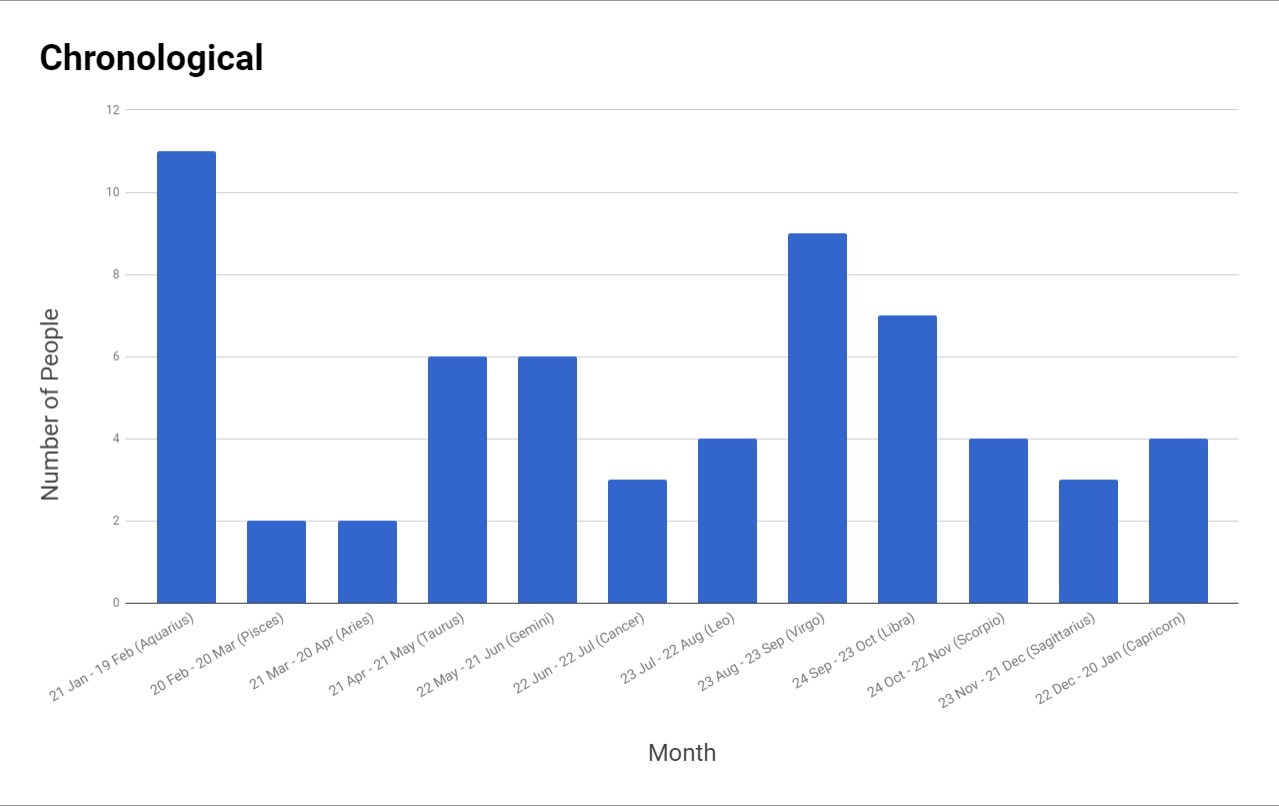 Chronological
12
10
8
6
4
2
0
Number of People
21 Jan - 19 Feb (Aquarius)
20 Feb - 20 Mar (Pisces)
21 Mar - 20 Apr (Aries)
21 Apr - 21 May (Taurus)
22 May - 21 Jun (Gemini)
22 Jun - 22 Jul (Cancer)
23 Jul - 22 Aug (Leo)
23 Aug - 23 Sep (Virgo)
24 Sep - 23 Oct (Libra)
24 Oct - 22 Nov (Scorpio)
23 Nov - 21 Dec (Sagittarius)
22 Dec - 20 Jan (Capricorn)
Month